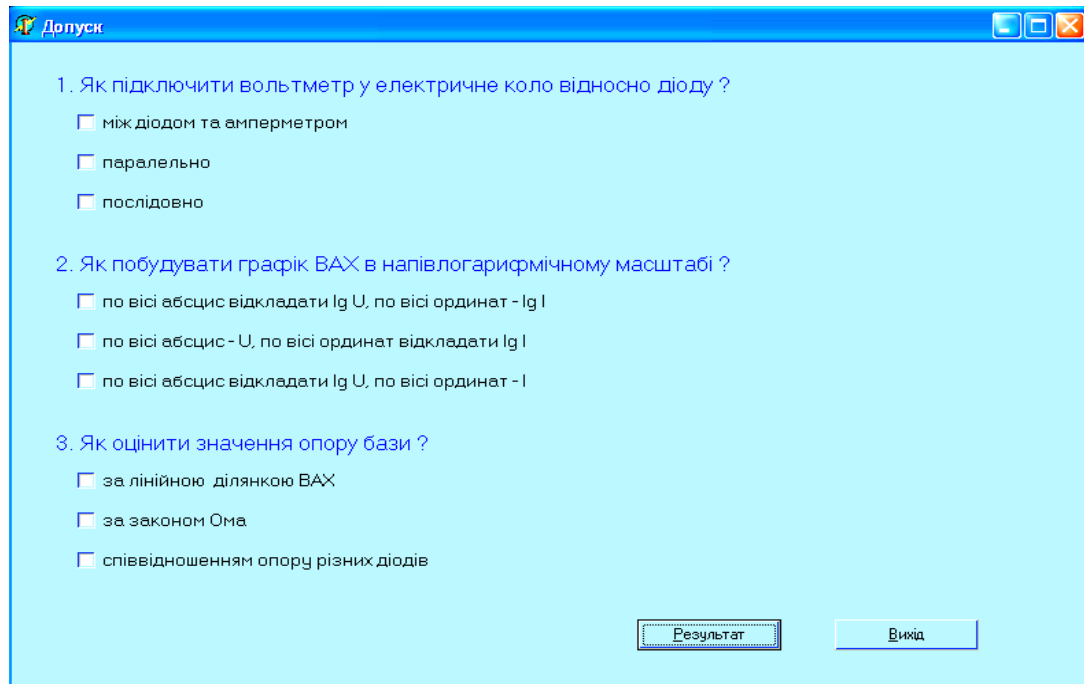 Допуск
1. Як підключити вольтметр у електричне коло відносно діоду ?
між діодом та амперметром
паралельно
послідовно
2. Як побудувати графік ВАХ в напівлогарифмічному масштабі ?
по вісі абсцис відкладати lg U, по вісі ординат - lg I
по вісі абсцис - U, по вісі ординат відкладати lg I
по вісі абсцис відкладати lg U, по вісі ординат - I
3. Як оцінити значення опору бази ?
за лінійною ділянкою ВАХ
за законом Ома
співвідношенням опору різних діодів
Результат
Вихід